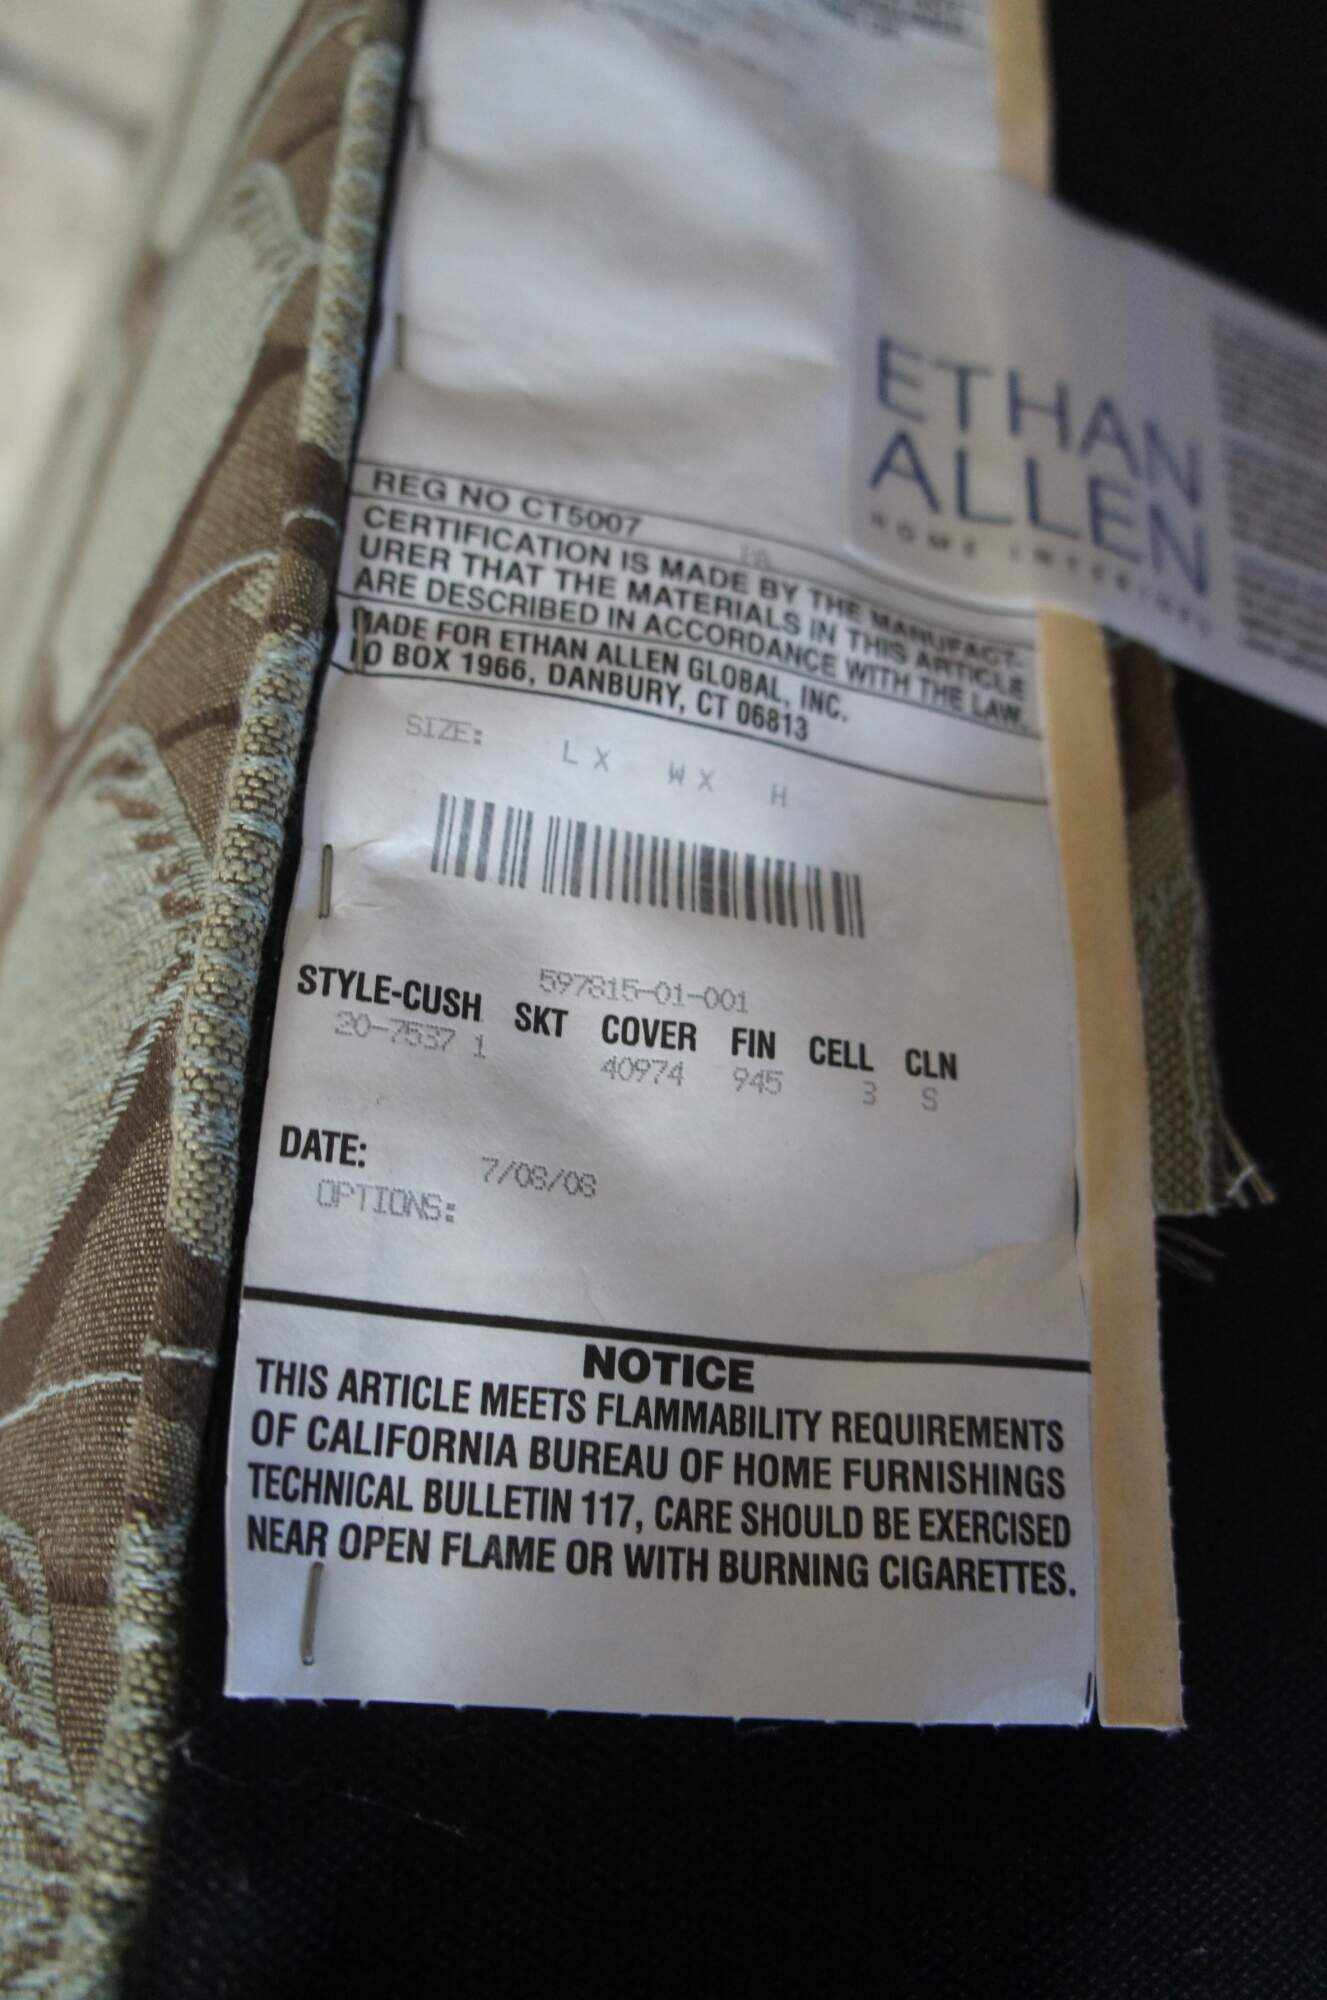 ETHAN
ALLEN
HOME INTERIORS
REG NO CT5007
PA
CERTIFICATION IS MADE BY THE MANUFACT-
URER THAT THE MATERIALS IN THIS ARTICLE
ARE DESCRIBED IN ACCORDANCE WITH THE LAW.
MADE FOR ETHAN ALLEN GLOBAL, INC.
PO BOX 1966, DANBURY, CT 06813
SIZE: L X W X H
597815-01-001
STYLE-CUSH SKT COVER FIN CELL CLN
20-7537 1 40974 945 3 S
DATE: 7/08/08
OPTIONS:
NOTICE
THIS ARTICLE MEETS FLAMMABILITY REQUIREMENTS
OF CALIFORNIA BUREAU OF HOME FURNISHINGS
TECHNICAL BULLETIN 117, CARE SHOULD BE EXERCISED
NEAR OPEN FLAME OR WITH BURNING CIGARETTES.